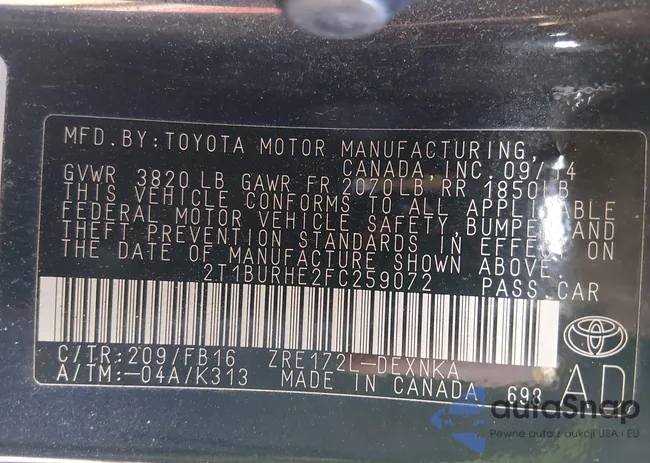 MFD.BY:TOYOTA MOTOR MANUFACTURING,
CANADA,INC.09/14
GVWR 3820 LB GAWR FR 2070LB RR 1850LB
THIS VEHICLE CONFORMS TO ALL APPLICABLE
FEDERAL MOTOR VEHICLE SAFETY,BUMPER,AND
THEFT PREVENTION STANDARDS IN EFFECT ON
THE DATE OF MANUFACTURE SHOWN ABOVE.
2T1BURHE2FC259072 PASS.CAR
C/TR:209/FB16 ZRE172L-DEXNKA
A/TM:-04A/K313 MADE IN CANADA 698 AD
autoSnap
Pewne auta z aukcji USA i EU